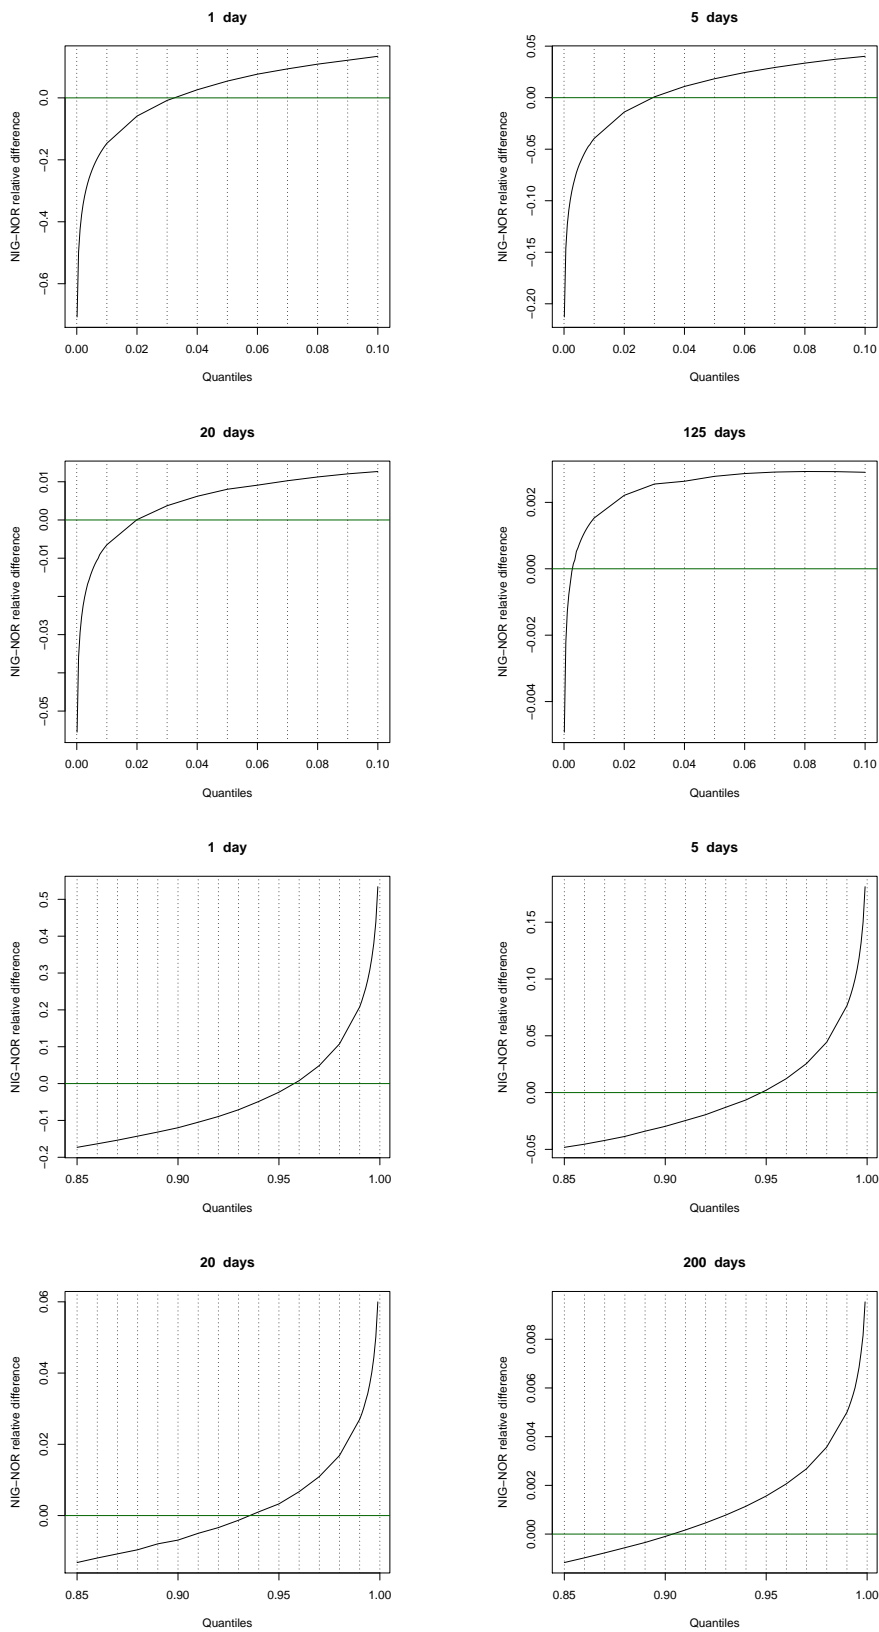 1 day
NIG−NOR relative difference
0.0
−0.2
−0.4
−0.6
0.00 0.02 0.04 0.06 0.08 0.10
Quantiles
5 days
NIG−NOR relative difference
0.05
0.00
−0.05
−0.10
−0.15
−0.20
0.00 0.02 0.04 0.06 0.08 0.10
Quantiles
20 days
NIG−NOR relative difference
0.01
0.00
−0.01
−0.03
−0.05
0.00 0.02 0.04 0.06 0.08 0.10
Quantiles
125 days
NIG−NOR relative difference
0.002
0.000
−0.002
−0.004
0.00 0.02 0.04 0.06 0.08 0.10
Quantiles
1 day
NIG−NOR relative difference
0.5
0.4
0.3
0.2
0.1
0.0
−0.1
−0.2
0.85 0.90 0.95 1.00
Quantiles
5 days
NIG−NOR relative difference
0.15
0.10
0.05
0.00
−0.05
0.85 0.90 0.95 1.00
Quantiles
20 days
NIG−NOR relative difference
0.06
0.04
0.02
0.00
0.85 0.90 0.95 1.00
Quantiles
200 days
NIG−NOR relative difference
0.008
0.006
0.004
0.002
0.000
0.85 0.90 0.95 1.00
Quantiles